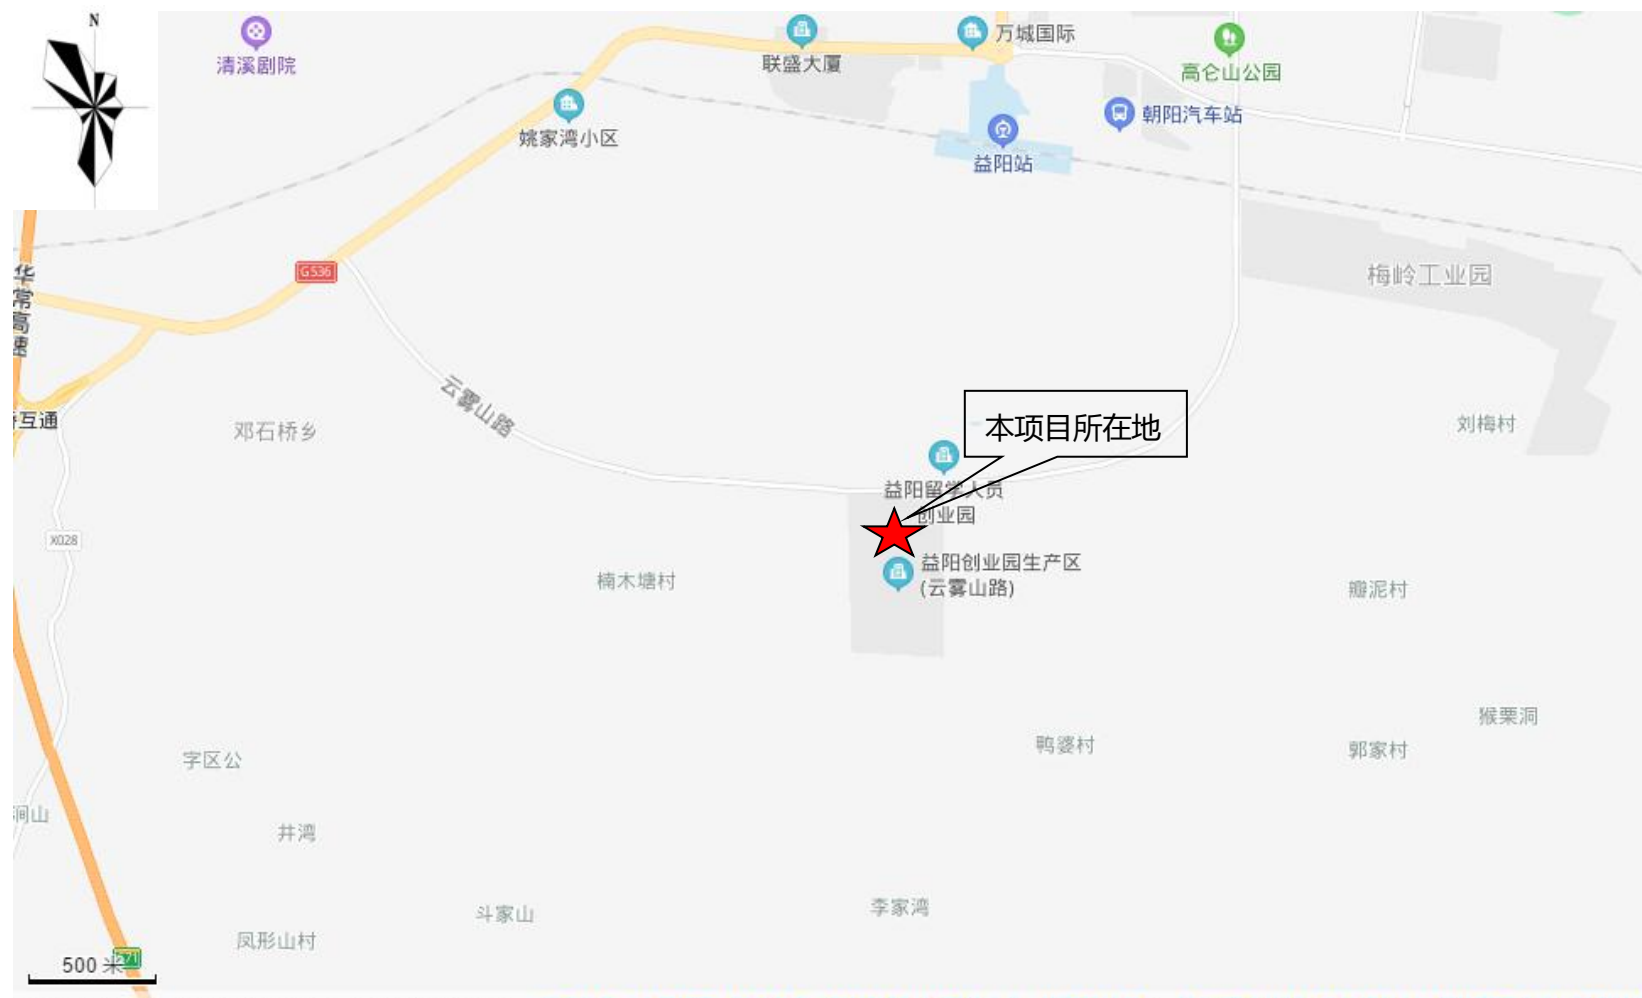 N
清溪剧院
联盛大厦
万城国际
高仑山公园
姚家湾小区
朝阳汽车站
益阳站
G536
华常高速
梅岭工业园
云雾山路
互通
邓石桥乡
本项目所在地
刘梅村
益阳留学人员
创业园
X028
益阳创业园生产区
(云雾山路)
楠木塘村
瓣泥村
猴栗洞
鸭婆村
郭家村
字区公
涧山
井湾
斗家山
李家湾
凤形山村
500 米